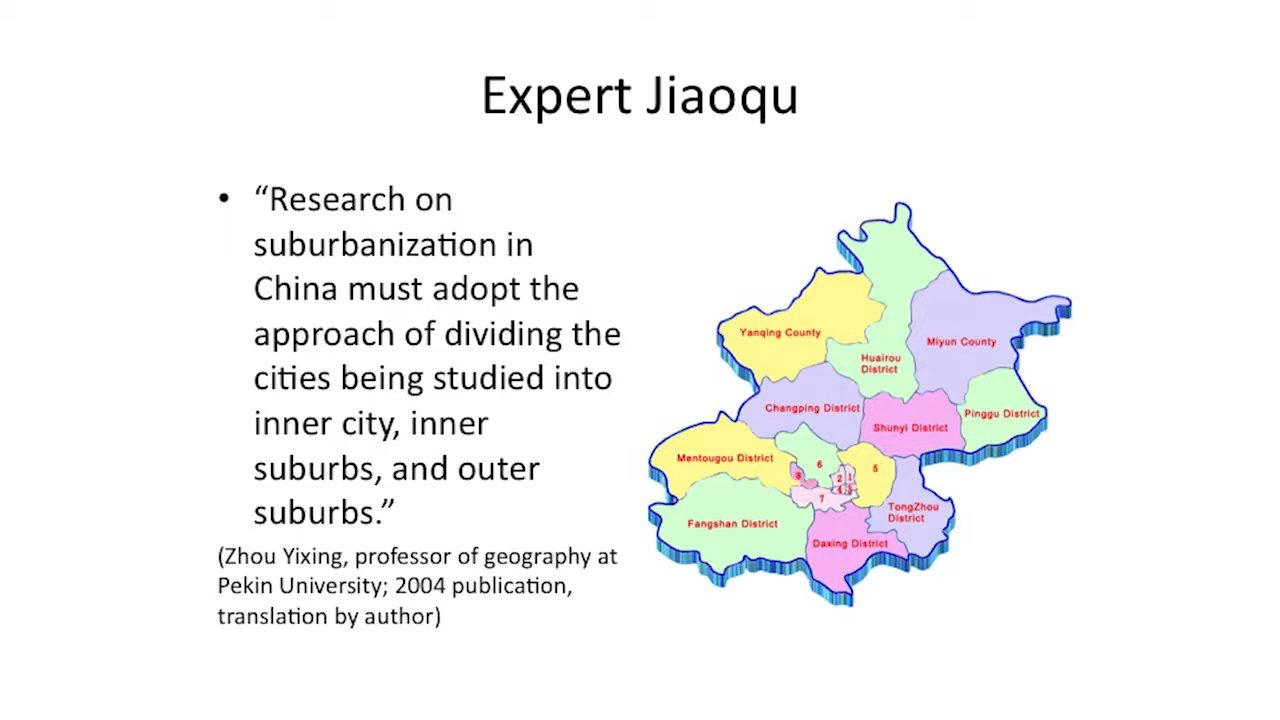 Expert Jiaoqu
• “Research on
suburbanization in
China must adopt the
approach of dividing the
cities being studied into
inner city, inner
suburbs, and outer
suburbs.”
(Zhou Yixing, professor of geography at
Pekin University; 2004 publication,
translation by author)
Yanqing County
Miyun County
Huairou
District
Changping District
Pinggu District
Shunyi District
Mentougou District
6
5
8
2 1
4 3
7
TongZhou
District
Fangshan District
Daxing District